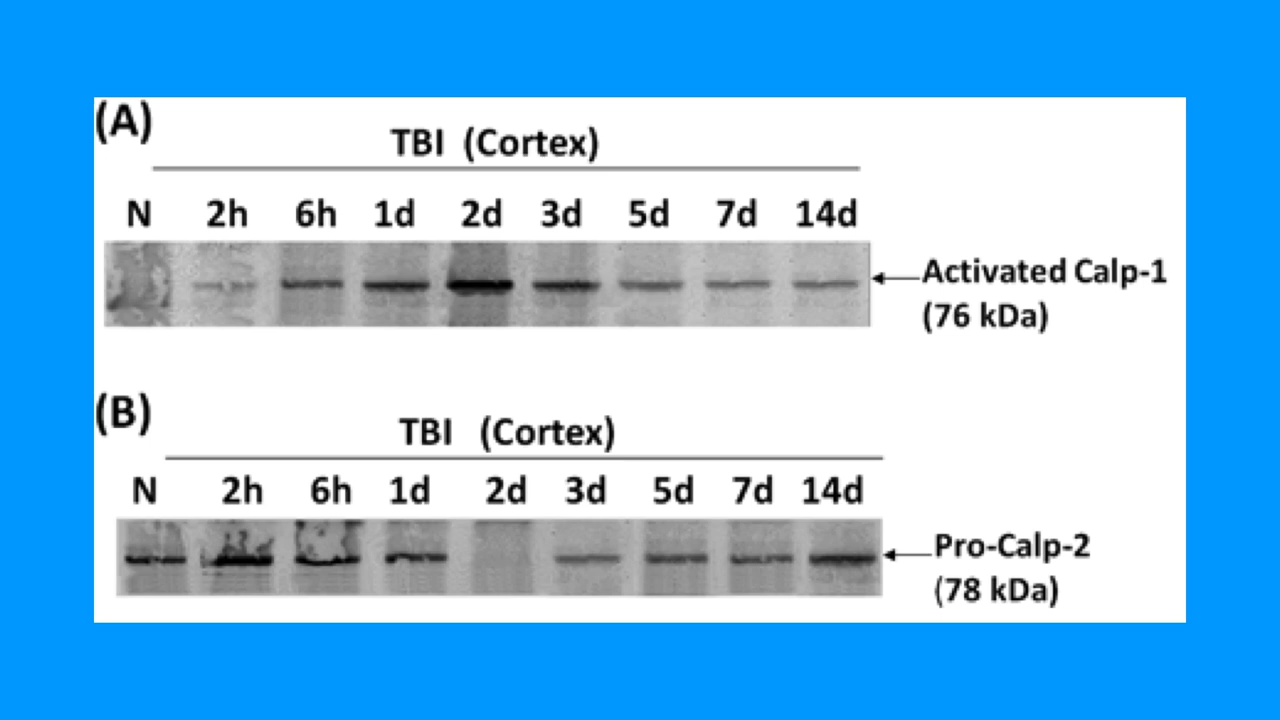 (A)
TBI (Cortex)
N 2h 6h 1d 2d 3d 5d 7d 14d
Activated Calp-1
(76 kDa)
(B)
TBI (Cortex)
N 2h 6h 1d 2d 3d 5d 7d 14d
Pro-Calp-2
(78 kDa)